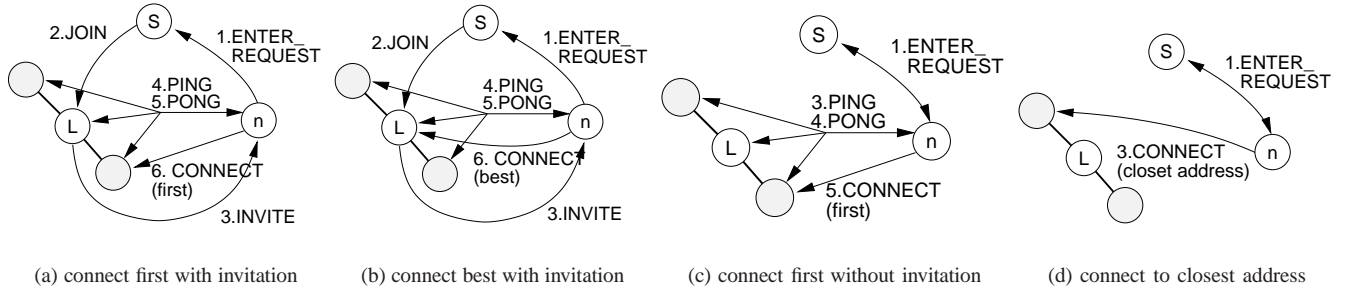 S
2.JOIN
1.ENTER_
REQUEST
4.PING
5.PONG
L
n
6. CONNECT
(first)
3.INVITE
(a) connect first with invitation
S
2.JOIN
1.ENTER_
REQUEST
4.PING
5.PONG
L
n
6. CONNECT
(best)
3.INVITE
(b) connect best with invitation
S
1.ENTER_
REQUEST
3.PING
4.PONG
L
n
5.CONNECT
(first)
(c) connect first without invitation
S
1.ENTER_
REQUEST
L
n
3.CONNECT
(closet address)
(d) connect to closest address